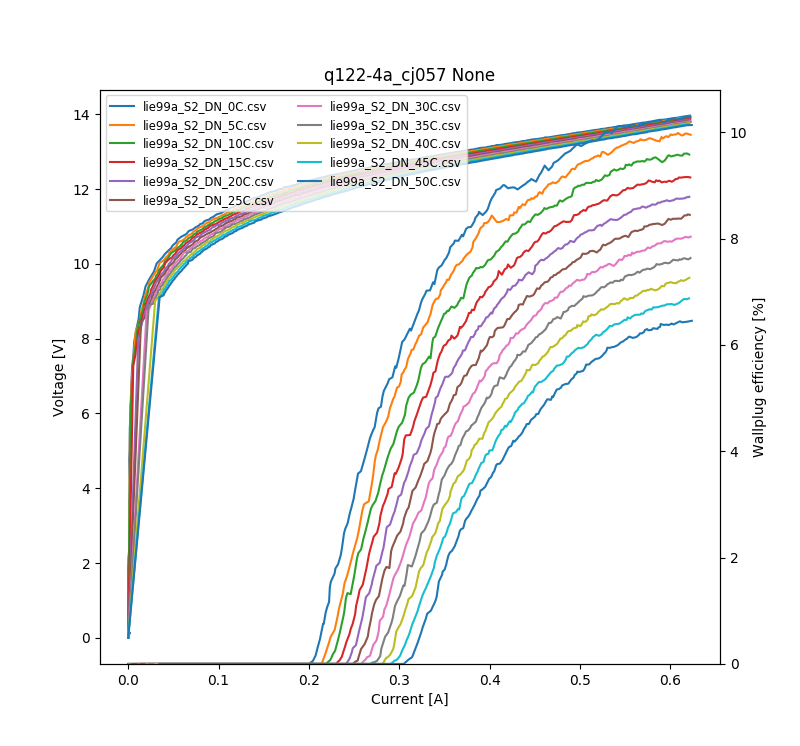 q122-4a_cj057 None
lie99a_S2_DN_0C.csv
lie99a_S2_DN_5C.csv
lie99a_S2_DN_10C.csv
lie99a_S2_DN_15C.csv
lie99a_S2_DN_20C.csv
lie99a_S2_DN_25C.csv
lie99a_S2_DN_30C.csv
lie99a_S2_DN_35C.csv
lie99a_S2_DN_40C.csv
lie99a_S2_DN_45C.csv
lie99a_S2_DN_50C.csv
Voltage [V]
14
12
10
8
6
4
2
0
0.0 0.1 0.2 0.3 0.4 0.5 0.6
Current [A]
10
8
6
4
2
0
Wallplug efficiency [%]